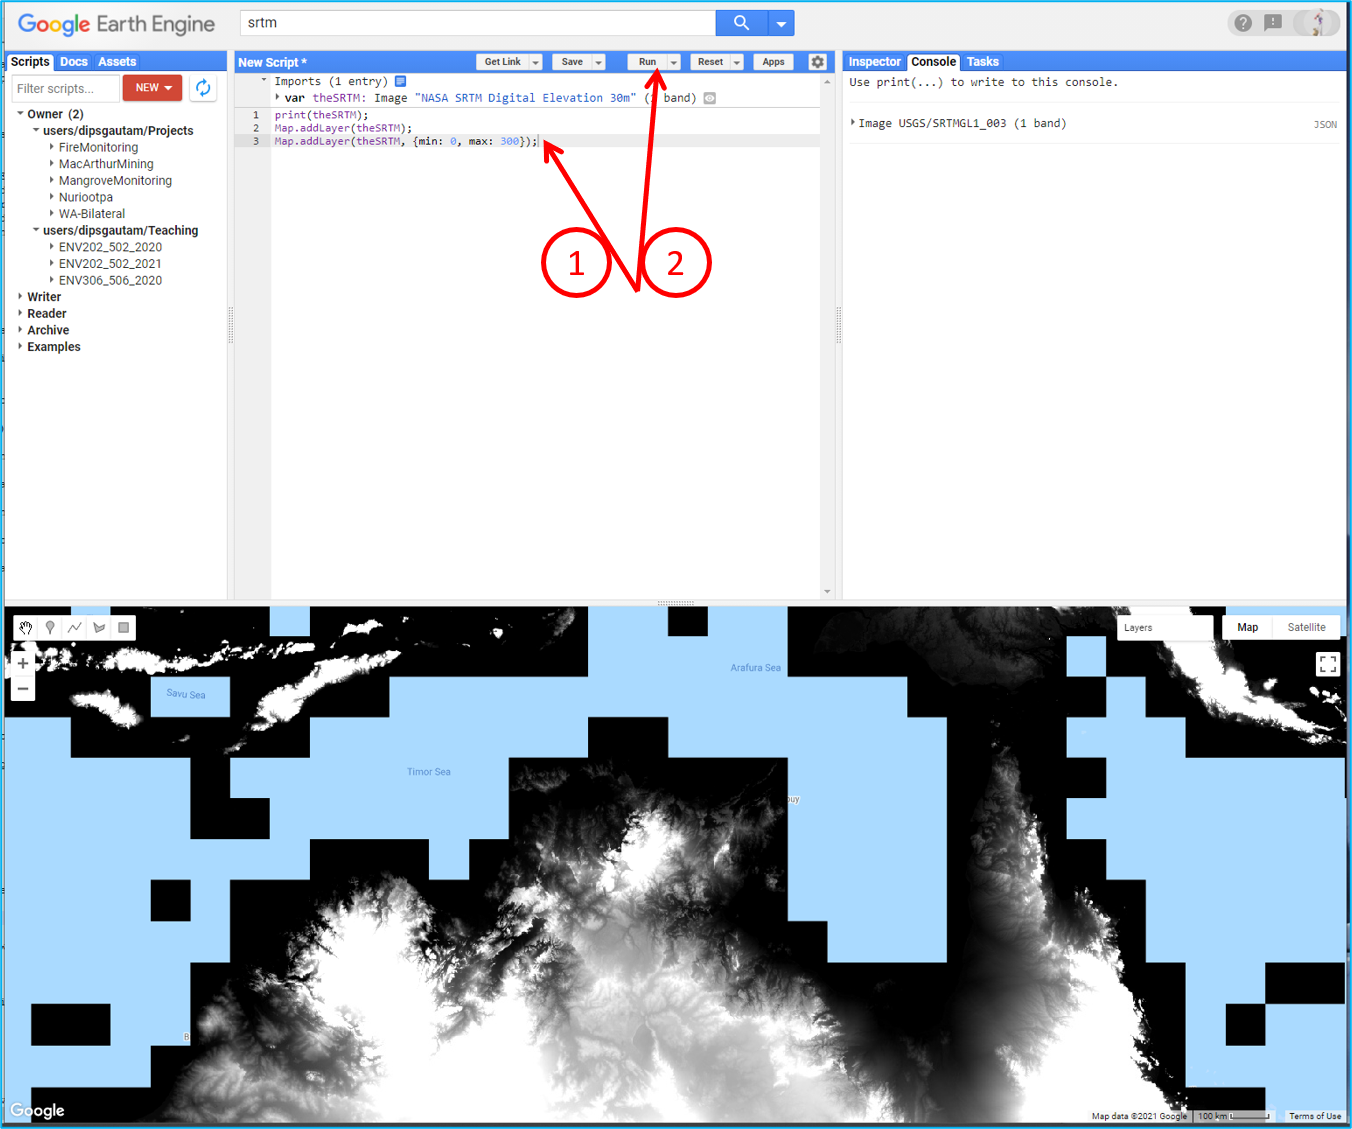 Google Earth Engine
srtm
Scripts Docs Assets
Filter scripts...
NEW
Owner (2)
users/dipsgautam/Projects
FireMonitoring
MacArthurMining
MangroveMonitoring
Nuriootpa
WA-Bilateral
users/dipsgautam/Teaching
ENV202_502_2020
ENV202_502_2021
ENV306_506_2020
Writer
Reader
Archive
Examples
New Script *
Get Link Save Run Reset Apps
Imports (1 entry)
var theSRTM: Image "NASA SRTM Digital Elevation 30m" (1 band)
1 print(theSRTM);
2 Map.addLayer(theSRTM);
3 Map.addLayer(theSRTM, {min: 0, max: 300});
1 2
Inspector Console Tasks
Use print(...) to write to this console.
Image USGS/SRTMGL1_003 (1 band)
JSON
Layers
Map Satellite
Arafura Sea
Savu Sea
Timor Sea
B
Google
Map data ©2021 Google 100 km Terms of Use